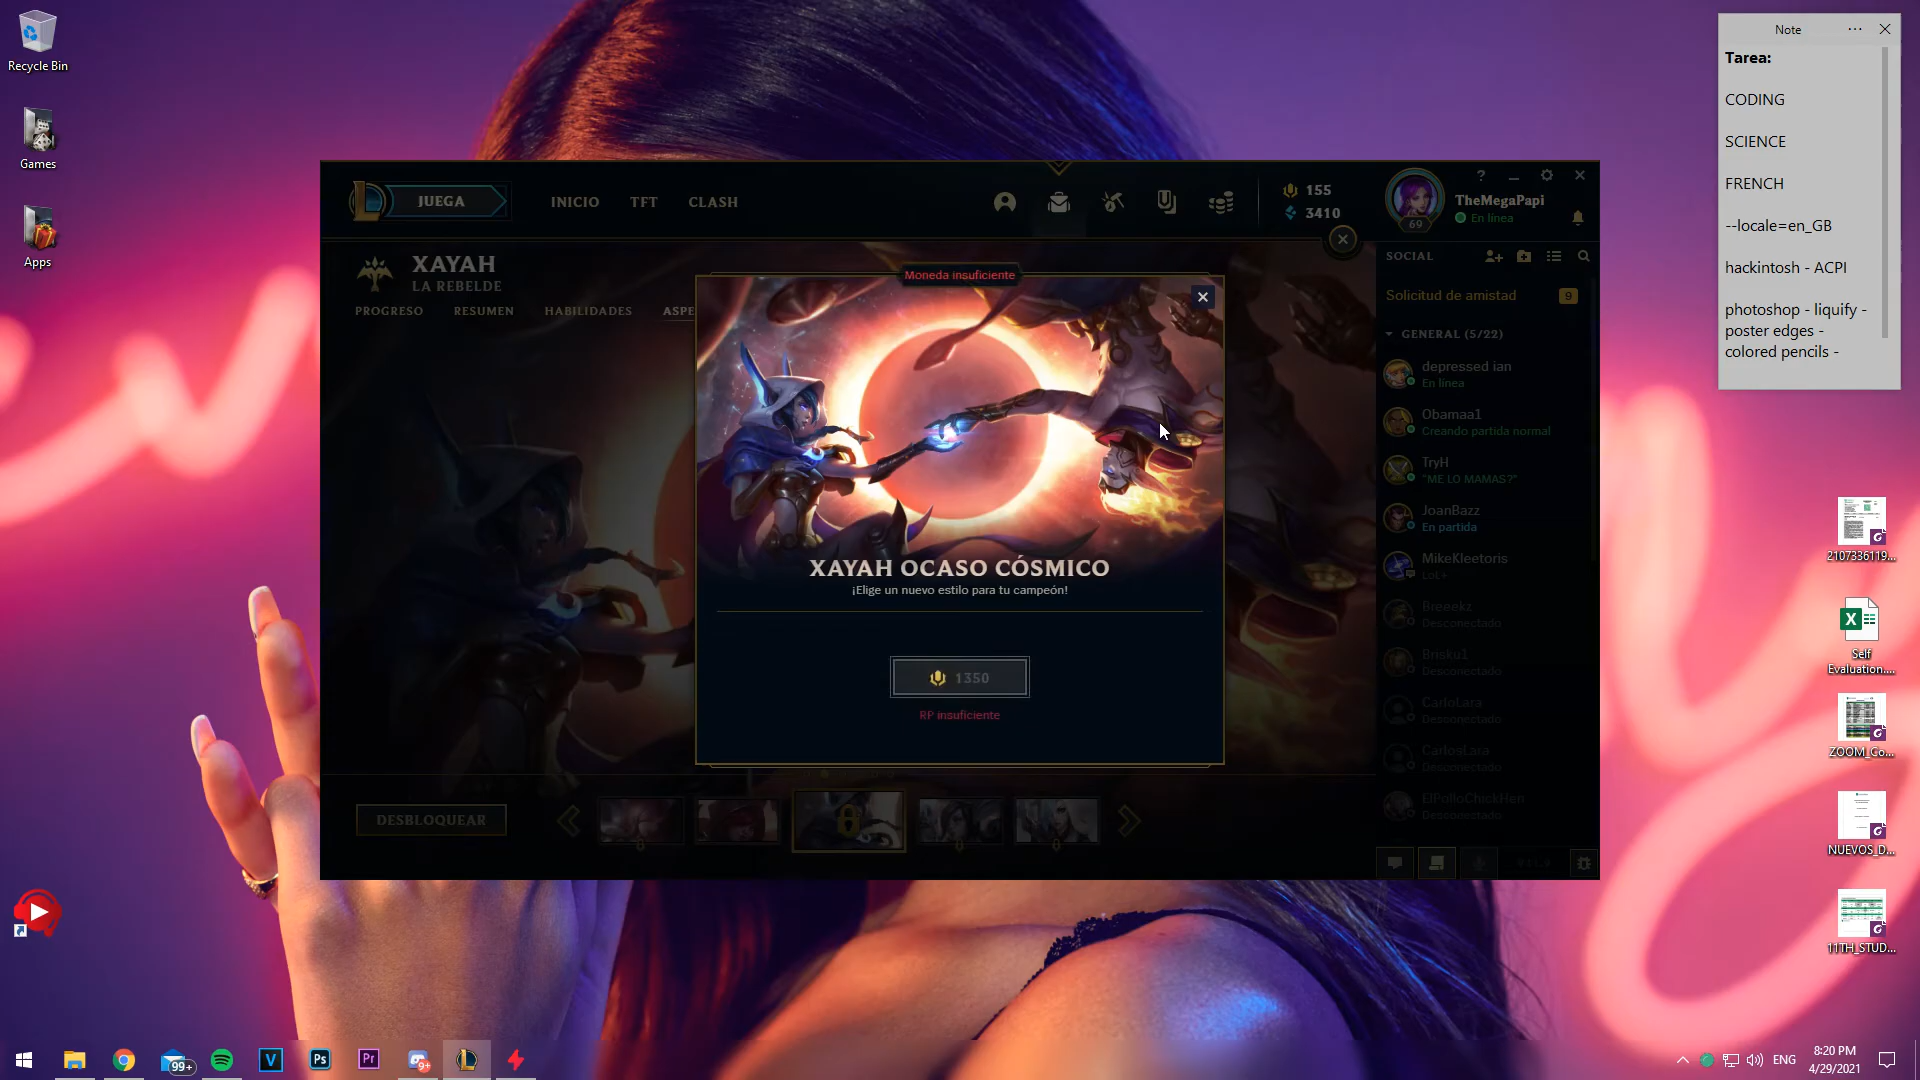 Recycle Bin
Games
Apps
JUEGA
INICIO
TFT
CLASH
155
3410
69
TheMegaPapi
En línea
XAYAH
LA REBELDE
PROGRESO
RESUMEN
HABILIDADES
ASPE
Moneda insuficiente
XAYAH OCASO CÓSMICO
¡Elige un nuevo estilo para tu campeón!
1350
RP insuficiente
DESBLOQUEAR
SOCIAL
Solicitud de amistad
9
GENERAL (5/22)
depressed ian
En línea
Obamaa1
Creando partida normal
TryH
"ME LO MAMAS?"
JoanBazz
En partida
MikeKleetoris
LoL+
Breeekz
Desconectado
Brisku1
Desconectado
CarloLara
Desconectado
CarlosLara
Desconectado
ElPolloChickHen
Desconectado
Note
Tarea:
CODING
SCIENCE
FRENCH
--locale=en_GB
hackintosh - ACPI
photoshop - liquify -
poster edges -
colored pencils -
2107336119...
Self
Evaluation....
ZOOM_Co...
NUEVOS_D...
11TH_STUD...
99+
V
Ps
Pr
9+
ENG
8:20 PM
4/29/2021